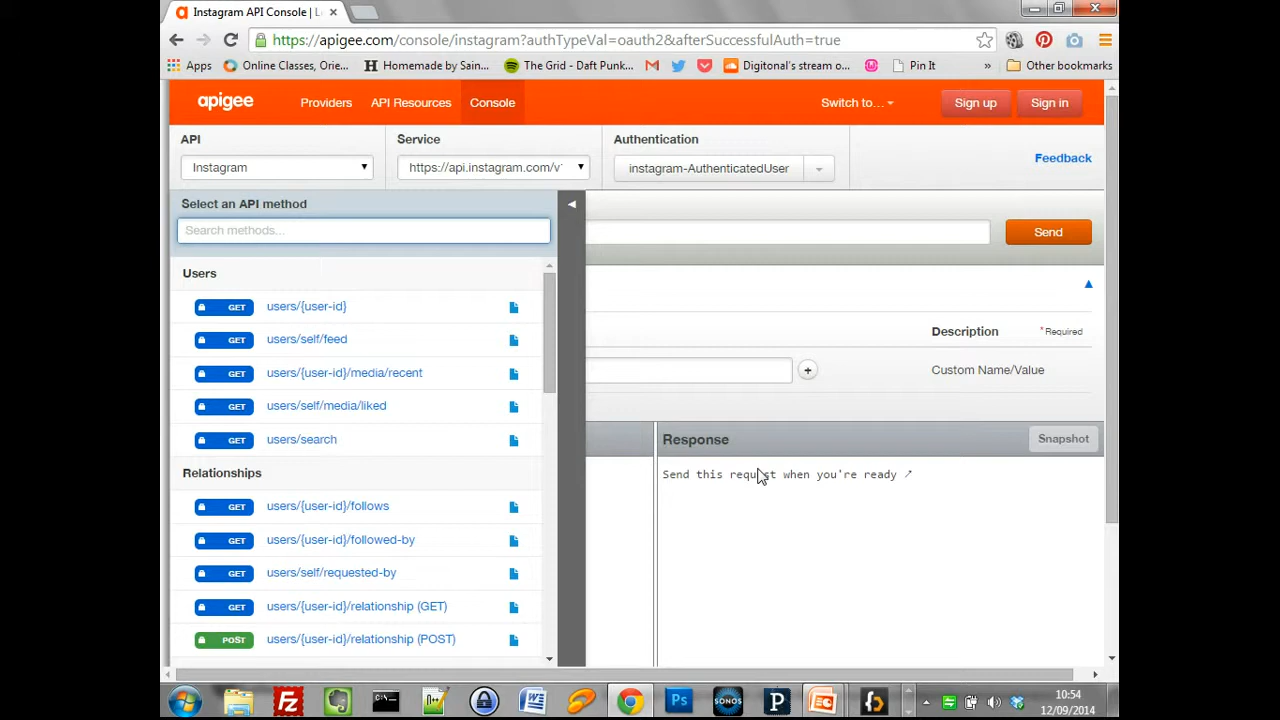 Instagram API Console | L
https://apigee.com/console/instagram?authTypeVal=oauth2&afterSuccessfulAuth=true
Apps Online Classes, Orie... Homemade by Sain... The Grid - Daft Punk... Digitonal's stream o... Pin It » Other bookmarks
apigee Providers API Resources Console Switch to... Sign up Sign in
API Service Authentication
Instagram https://api.instagram.com/v instagram-AuthenticatedUser Feedback
Select an API method
Search methods... Send
Users
GET users/{user-id}
GET users/self/feed
Description *Required
GET users/{user-id}/media/recent + Custom Name/Value
GET users/self/media/liked
GET users/search Response Snapshot
Relationships Send this request when you're ready ↗
GET users/{user-id}/follows
GET users/{user-id}/followed-by
GET users/self/requested-by
GET users/{user-id}/relationship (GET)
POST users/{user-id}/relationship (POST)
10:54
12/09/2014
SONOS